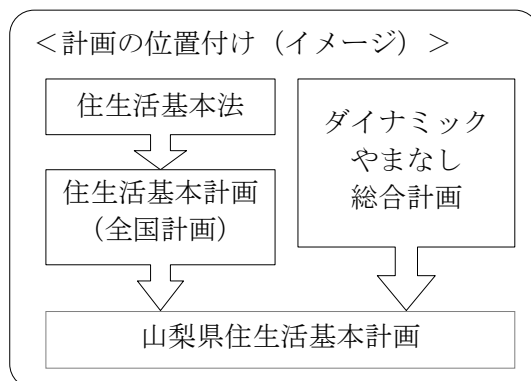 ＜計画の位置付け（イメージ）＞
住生活基本法
住生活基本計画
（全国計画）
ダイナミック
やまなし
総合計画
山梨県住生活基本計画